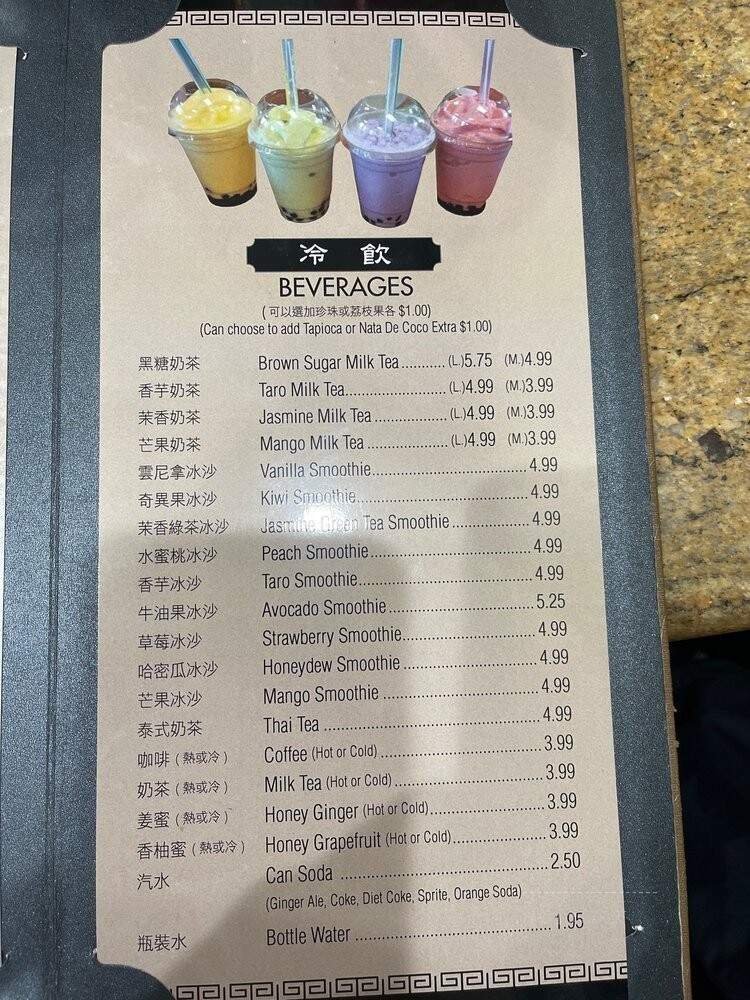 冷飲
BEVERAGES
(可以選加珍珠或荔枝果各 $1.00)
(Can choose to add Tapioca or Nata De Coco Extra $1.00)
黑糖奶茶 Brown Sugar Milk Tea...........(L.)5.75 (M.)4.99
香芋奶茶 Taro Milk Tea.........................(L.)4.99 (M.)3.99
茉香奶茶 Jasmine Milk Tea ..................(L.)4.99 (M.)3.99
芒果奶茶 Mango Milk Tea ....................(L.)4.99 (M.)3.99
雲尼拿冰沙 Vanilla Smoothie.......................................4.99
奇異果冰沙 Kiwi Smoothie...........................................4.99
茉香綠茶冰沙 Jasmine Green Tea Smoothie...................4.99
水蜜桃冰沙 Peach Smoothie........................................4.99
香芋冰沙 Taro Smoothie...........................................4.99
牛油果冰沙 Avocado Smoothie....................................5.25
草莓冰沙 Strawberry Smoothie.................................4.99
哈密瓜冰沙 Honeydew Smoothie .................................4.99
芒果冰沙 Mango Smoothie ......................................4.99
泰式奶茶 Thai Tea .....................................................4.99
咖啡 (熱或冷) Coffee (Hot or Cold)........................................3.99
奶茶 (熱或冷) Milk Tea (Hot or Cold).....................................3.99
姜蜜 (熱或冷) Honey Ginger (Hot or Cold)............................3.99
香柚蜜 (熱或冷) Honey Grapefruit (Hot or Cold).......................3.99
汽水 Can Soda ..................................................2.50
(Ginger Ale, Coke, Diet Coke, Sprite, Orange Soda)
瓶裝水 Bottle Water ...............................................1.95